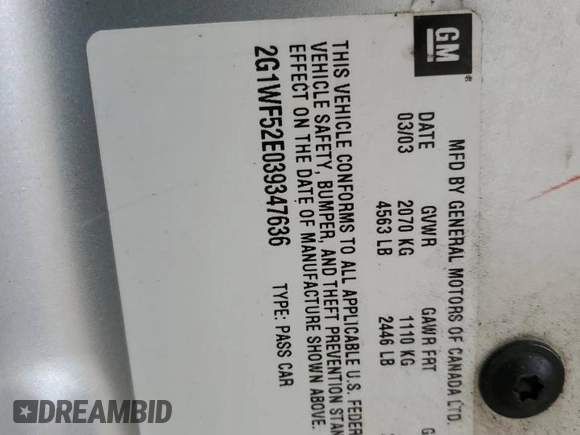 GM
MFD BY GENERAL MOTORS OF CANADA LTD.
DATE GVWR GAWR FRT
03/03 2070 KG 1110 KG
4563 LB 2446 LB
THIS VEHICLE CONFORMS TO ALL APPLICABLE U.S. FEDER
VEHICLE SAFETY, BUMPER, AND THEFT PREVENTION STAN
EFFECT ON THE DATE OF MANUFACTURE SHOWN ABOVE.
2G1WF52E039347636 TYPE: PASS CAR
DREAMBID